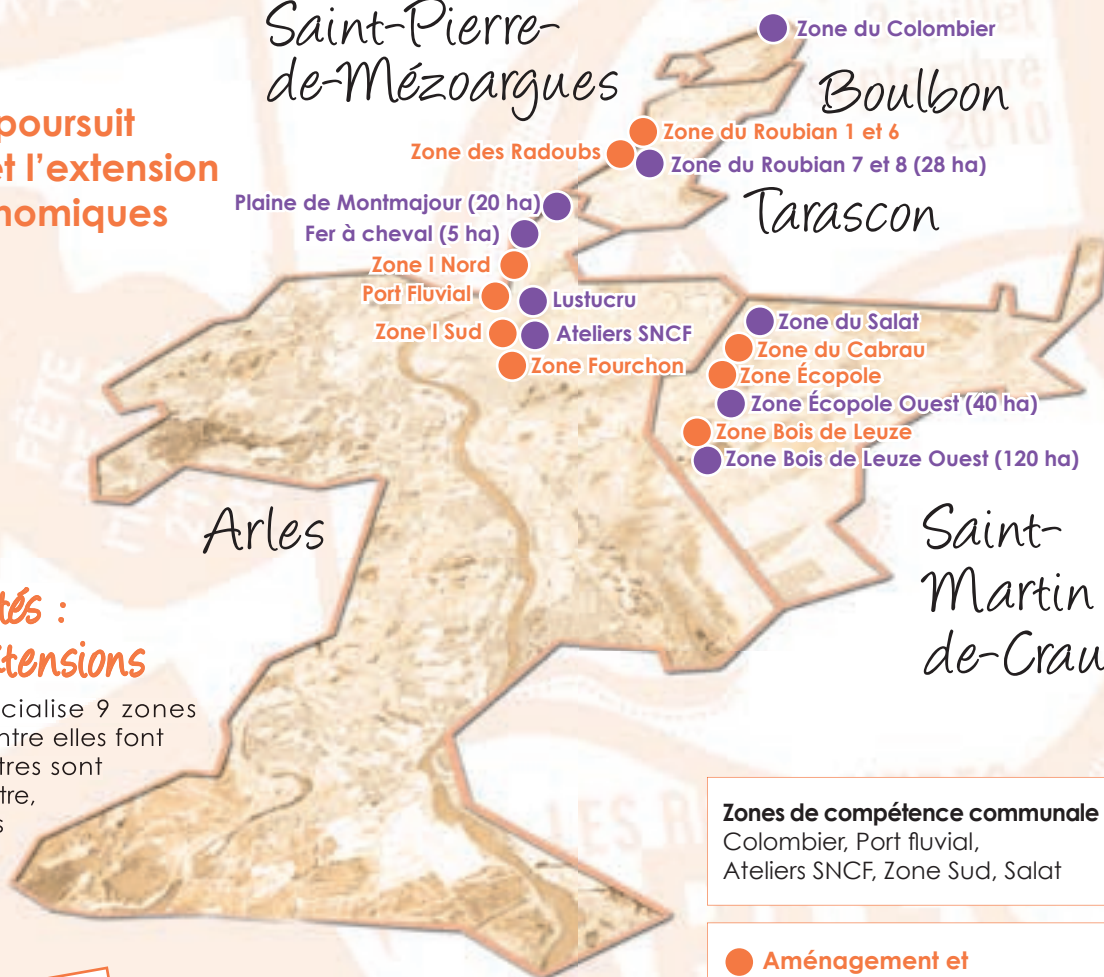 Saint-Pierre-
de-Mézoargues
Zone du Colombier
Boulbon
poursuit
et l'extension
nomiques
Zone du Roubian 1 et 6
Zone des Radoubs
Zone du Roubian 7 et 8 (28 ha)
Tarascon
Plaine de Montmajour (20 ha)
Fer à cheval (5 ha)
Zone I Nord
Port Fluvial
Lustucru
Zone I Sud
Ateliers SNCF
Zone Fourchon
Zone du Salat
Zone du Cabrau
Zone Écopole
Zone Écopole Ouest (40 ha)
Zone Bois de Leuze
Zone Bois de Leuze Ouest (120 ha)
Arles
Saint-
Martin
de-Crau
tés :
tensions
cialise 9 zones
ntre elles font
tres sont
tre,
s
Zones de compétence communale
Colombier, Port fluvial,
Ateliers SNCF, Zone Sud, Salat
Aménagement et